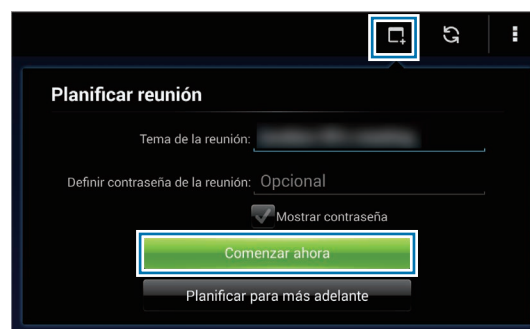 Planificar reunión
Tema de la reunión:
Definir contraseña de la reunión: Opcional
Mostrar contraseña
Comenzar ahora
Planificar para más adelante